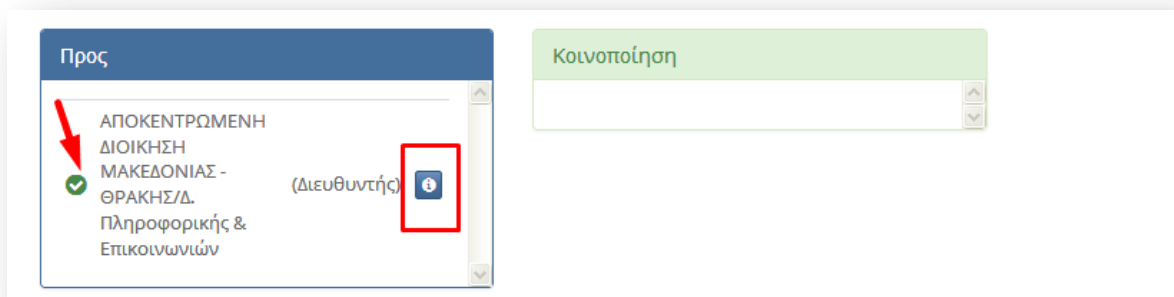 Προς
Κοινοποίηση
ΑΠΟΚΕΝΤΡΩΜΕΝΗ
ΔΙΟΙΚΗΣΗ
ΜΑΚΕΔΟΝΙΑΣ -
ΘΡΑΚΗΣ/Δ.
Πληροφορικής &
Επικοινωνιών
(Διευθυντής)